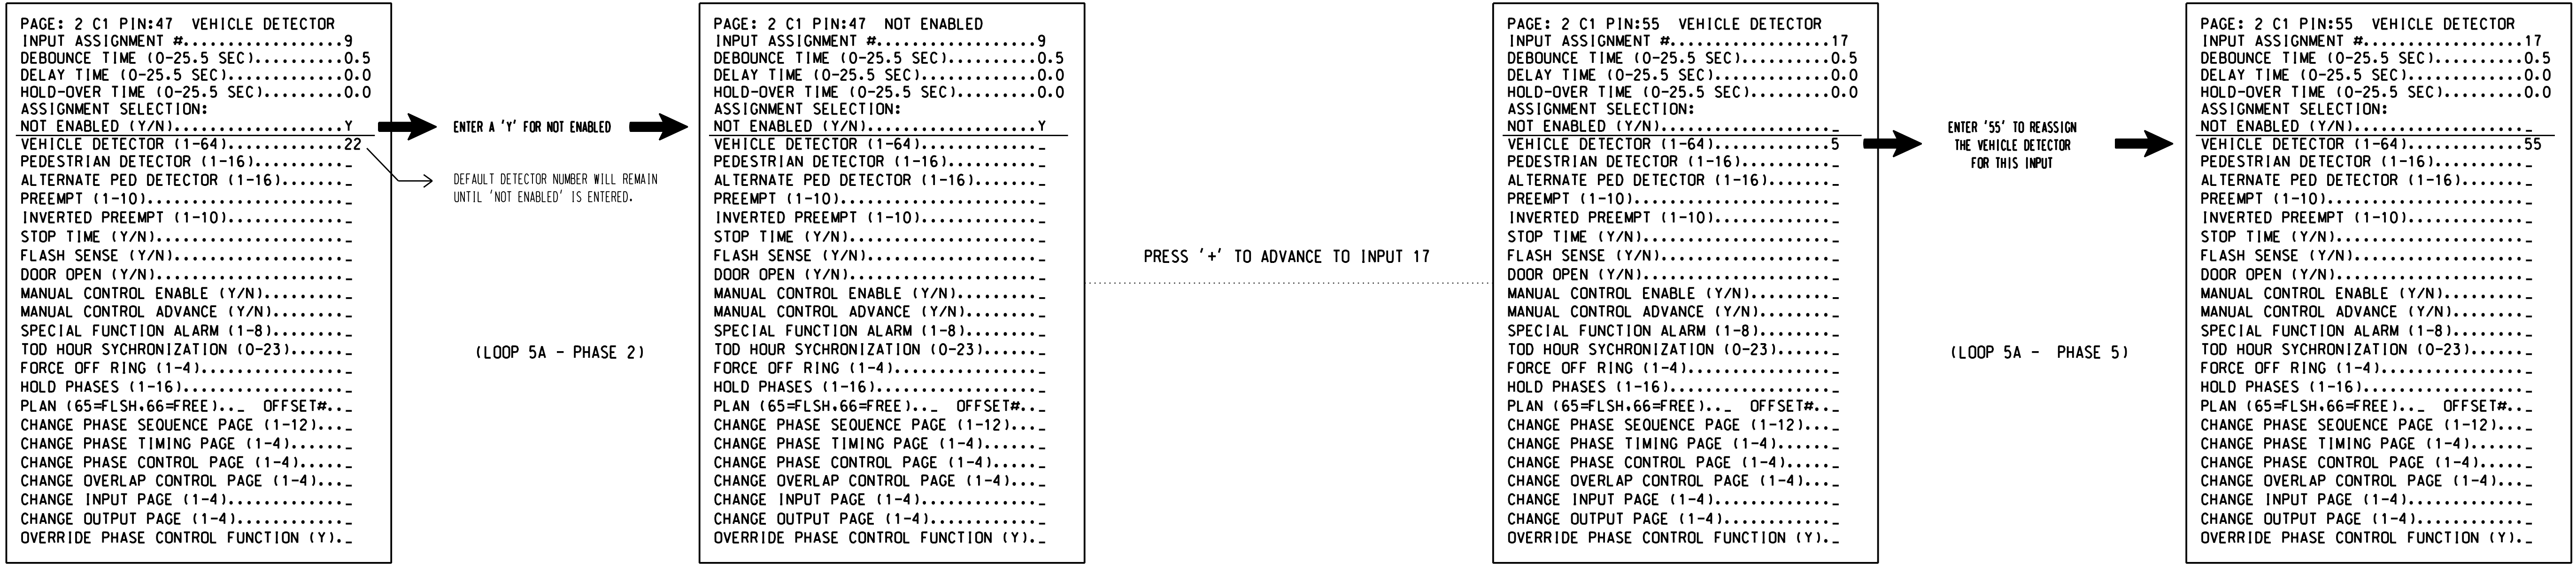 PAGE: 2 C1 PIN:47 VEHICLE DETECTOR
INPUT ASSIGNMENT #..................9
DEBOUNCE TIME (0-25.5 SEC)..........0.5
DELAY TIME (0-25.5 SEC).............0.0
HOLD-OVER TIME (0-25.5 SEC).........0.0
ASSIGNMENT SELECTION:
NOT ENABLED (Y/N)...................Y
VEHICLE DETECTOR (1-64).............22
PEDESTRIAN DETECTOR (1-16).........._
ALTERNATE PED DETECTOR (1-16)......._
PREEMPT (1-10)......................_
INVERTED PREEMPT (1-10)............._
STOP TIME (Y/N)....................._
FLASH SENSE (Y/N)..................._
DOOR OPEN (Y/N)....................._
MANUAL CONTROL ENABLE (Y/N)........._
MANUAL CONTROL ADVANCE (Y/N)........_
SPECIAL FUNCTION ALARM (1-8)........_
TOD HOUR SYCHRONIZATION (0-23)......_
FORCE OFF RING (1-4)................_
HOLD PHASES (1-16).................._
PLAN (65=FLSH,66=FREE).._ OFFSET#.._
CHANGE PHASE SEQUENCE PAGE (1-12)..._
CHANGE PHASE TIMING PAGE (1-4)......_
CHANGE PHASE CONTROL PAGE (1-4)....._
CHANGE OVERLAP CONTROL PAGE (1-4)..._
CHANGE INPUT PAGE (1-4)............._
CHANGE OUTPUT PAGE (1-4)............_
OVERRIDE PHASE CONTROL FUNCTION (Y)._
ENTER A 'Y' FOR NOT ENABLED
DEFAULT DETECTOR NUMBER WILL REMAIN
UNTIL 'NOT ENABLED' IS ENTERED.
(LOOP 5A - PHASE 2)
PAGE: 2 C1 PIN:47 NOT ENABLED
INPUT ASSIGNMENT #..................9
DEBOUNCE TIME (0-25.5 SEC)..........0.5
DELAY TIME (0-25.5 SEC).............0.0
HOLD-OVER TIME (0-25.5 SEC).........0.0
ASSIGNMENT SELECTION:
NOT ENABLED (Y/N)...................Y
VEHICLE DETECTOR (1-64)............._
PEDESTRIAN DETECTOR (1-16).........._
ALTERNATE PED DETECTOR (1-16)......._
PREEMPT (1-10)......................_
INVERTED PREEMPT (1-10)............._
STOP TIME (Y/N)....................._
FLASH SENSE (Y/N)..................._
DOOR OPEN (Y/N)....................._
MANUAL CONTROL ENABLE (Y/N)........._
MANUAL CONTROL ADVANCE (Y/N)........_
SPECIAL FUNCTION ALARM (1-8)........_
TOD HOUR SYCHRONIZATION (0-23)......_
FORCE OFF RING (1-4)................_
HOLD PHASES (1-16).................._
PLAN (65=FLSH,66=FREE).._ OFFSET#.._
CHANGE PHASE SEQUENCE PAGE (1-12)..._
CHANGE PHASE TIMING PAGE (1-4)......_
CHANGE PHASE CONTROL PAGE (1-4)....._
CHANGE OVERLAP CONTROL PAGE (1-4)..._
CHANGE INPUT PAGE (1-4)............._
CHANGE OUTPUT PAGE (1-4)............_
OVERRIDE PHASE CONTROL FUNCTION (Y)._
PRESS '+' TO ADVANCE TO INPUT 17
PAGE: 2 C1 PIN:55 VEHICLE DETECTOR
INPUT ASSIGNMENT #..................17
DEBOUNCE TIME (0-25.5 SEC)..........0.5
DELAY TIME (0-25.5 SEC).............0.0
HOLD-OVER TIME (0-25.5 SEC).........0.0
ASSIGNMENT SELECTION:
NOT ENABLED (Y/N)..................._
VEHICLE DETECTOR (1-64).............5
PEDESTRIAN DETECTOR (1-16).........._
ALTERNATE PED DETECTOR (1-16)......._
PREEMPT (1-10)......................_
INVERTED PREEMPT (1-10)............._
STOP TIME (Y/N)....................._
FLASH SENSE (Y/N)..................._
DOOR OPEN (Y/N)....................._
MANUAL CONTROL ENABLE (Y/N)........._
MANUAL CONTROL ADVANCE (Y/N)........_
SPECIAL FUNCTION ALARM (1-8)........_
TOD HOUR SYCHRONIZATION (0-23)......_
FORCE OFF RING (1-4)................_
HOLD PHASES (1-16).................._
PLAN (65=FLSH,66=FREE).._ OFFSET#.._
CHANGE PHASE SEQUENCE PAGE (1-12)..._
CHANGE PHASE TIMING PAGE (1-4)......_
CHANGE PHASE CONTROL PAGE (1-4)....._
CHANGE OVERLAP CONTROL PAGE (1-4)..._
CHANGE INPUT PAGE (1-4)............._
CHANGE OUTPUT PAGE (1-4)............_
OVERRIDE PHASE CONTROL FUNCTION (Y)._
ENTER '55' TO REASSIGN
THE VEHICLE DETECTOR
FOR THIS INPUT
(LOOP 5A - PHASE 5)
PAGE: 2 C1 PIN:55 VEHICLE DETECTOR
INPUT ASSIGNMENT #..................17
DEBOUNCE TIME (0-25.5 SEC)..........0.5
DELAY TIME (0-25.5 SEC).............0.0
HOLD-OVER TIME (0-25.5 SEC).........0.0
ASSIGNMENT SELECTION:
NOT ENABLED (Y/N)..................._
VEHICLE DETECTOR (1-64).............55
PEDESTRIAN DETECTOR (1-16).........._
ALTERNATE PED DETECTOR (1-16)......._
PREEMPT (1-10)......................_
INVERTED PREEMPT (1-10)............._
STOP TIME (Y/N)....................._
FLASH SENSE (Y/N)..................._
DOOR OPEN (Y/N)....................._
MANUAL CONTROL ENABLE (Y/N)........._
MANUAL CONTROL ADVANCE (Y/N)........_
SPECIAL FUNCTION ALARM (1-8)........_
TOD HOUR SYCHRONIZATION (0-23)......_
FORCE OFF RING (1-4)................_
HOLD PHASES (1-16).................._
PLAN (65=FLSH,66=FREE).._ OFFSET#.._
CHANGE PHASE SEQUENCE PAGE (1-12)..._
CHANGE PHASE TIMING PAGE (1-4)......_
CHANGE PHASE CONTROL PAGE (1-4)....._
CHANGE OVERLAP CONTROL PAGE (1-4)..._
CHANGE INPUT PAGE (1-4)............._
CHANGE OUTPUT PAGE (1-4)............_
OVERRIDE PHASE CONTROL FUNCTION (Y)._